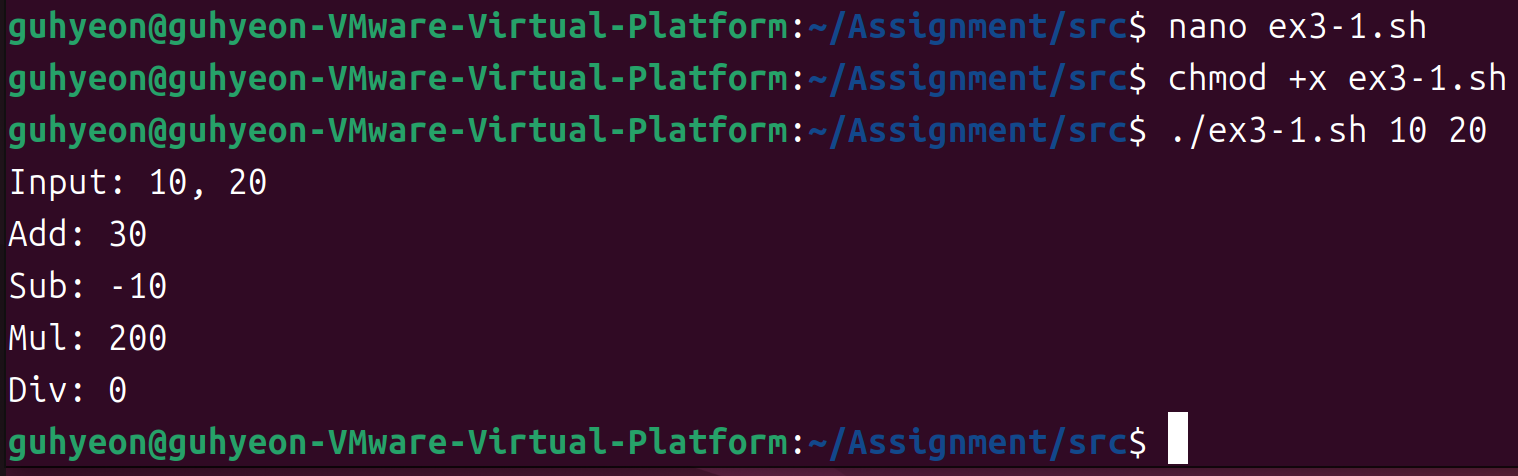 guhyeon@guhyeon-VMware-Virtual-Platform:~/Assignment/src$ nano ex3-1.sh
guhyeon@guhyeon-VMware-Virtual-Platform:~/Assignment/src$ chmod +x ex3-1.sh
guhyeon@guhyeon-VMware-Virtual-Platform:~/Assignment/src$ ./ex3-1.sh 10 20
Input: 10, 20
Add: 30
Sub: -10
Mul: 200
Div: 0
guhyeon@guhyeon-VMware-Virtual-Platform:~/Assignment/src$